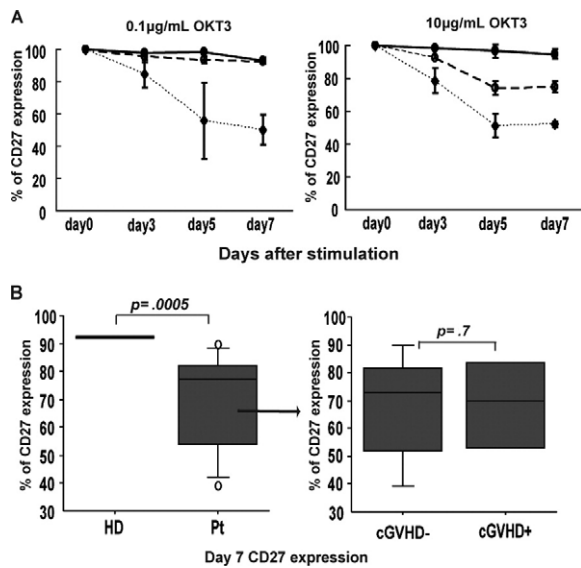 A
0.1µg/mL OKT3
10µg/mL OKT3
% of CD27 expression
100
80
60
40
20
0
day0 day3 day5 day7
% of CD27 expression
100
80
60
40
20
0
day0 day3 day5 day7
Days after stimulation
B
p= .0005
% of CD27 expression
100
90
80
70
60
50
40
30
HD Pt
p= .7
% of CD27 expression
100
90
80
70
60
50
40
30
cGVHD- cGVHD+
Day 7 CD27 expression